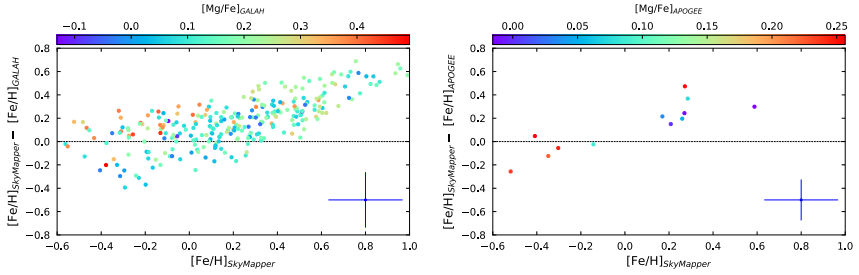 [Mg/Fe]GALAH
−0.1 0.0 0.1 0.2 0.3 0.4
[Fe/H]SkyMapper − [Fe/H]GALAH
0.8
0.6
0.4
0.2
0.0
−0.2
−0.4
−0.6
−0.8
−0.6 −0.4 −0.2 0.0 0.2 0.4 0.6 0.8 1.0
[Fe/H]SkyMapper
[Mg/Fe]APOGEE
0.00 0.05 0.10 0.15 0.20 0.25
[Fe/H]SkyMapper − [Fe/H]APOGEE
0.8
0.6
0.4
0.2
0.0
−0.2
−0.4
−0.6
−0.8
−0.6 −0.4 −0.2 0.0 0.2 0.4 0.6 0.8 1.0
[Fe/H]SkyMapper